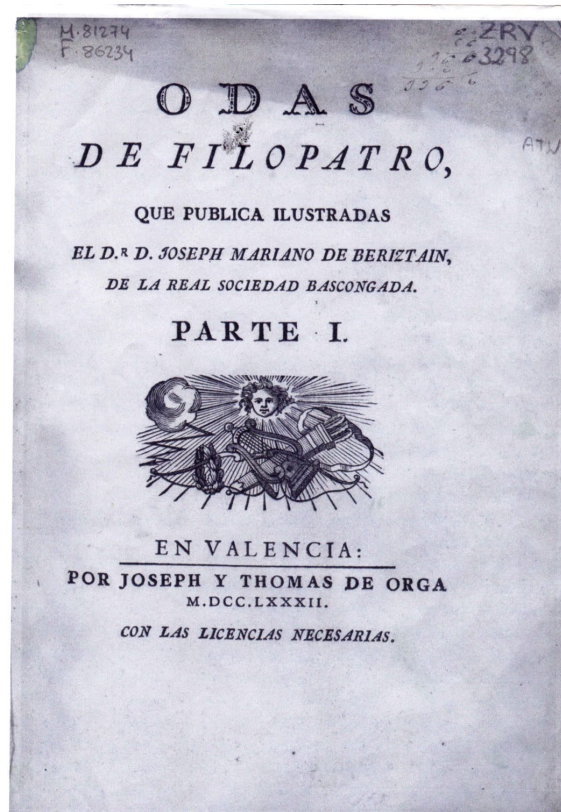 M.81274
F.86234
ZRV
3298
ODAS
DE FILOPATRO,
QUE PUBLICA ILUSTRADAS
EL D.R D. JOSEPH MARIANO DE BERIZTAIN,
DE LA REAL SOCIEDAD BASCONGADA.
PARTE I.
EN VALENCIA:
POR JOSEPH Y THOMAS DE ORGA
M.DCC.LXXXII.
CON LAS LICENCIAS NECESARIAS.